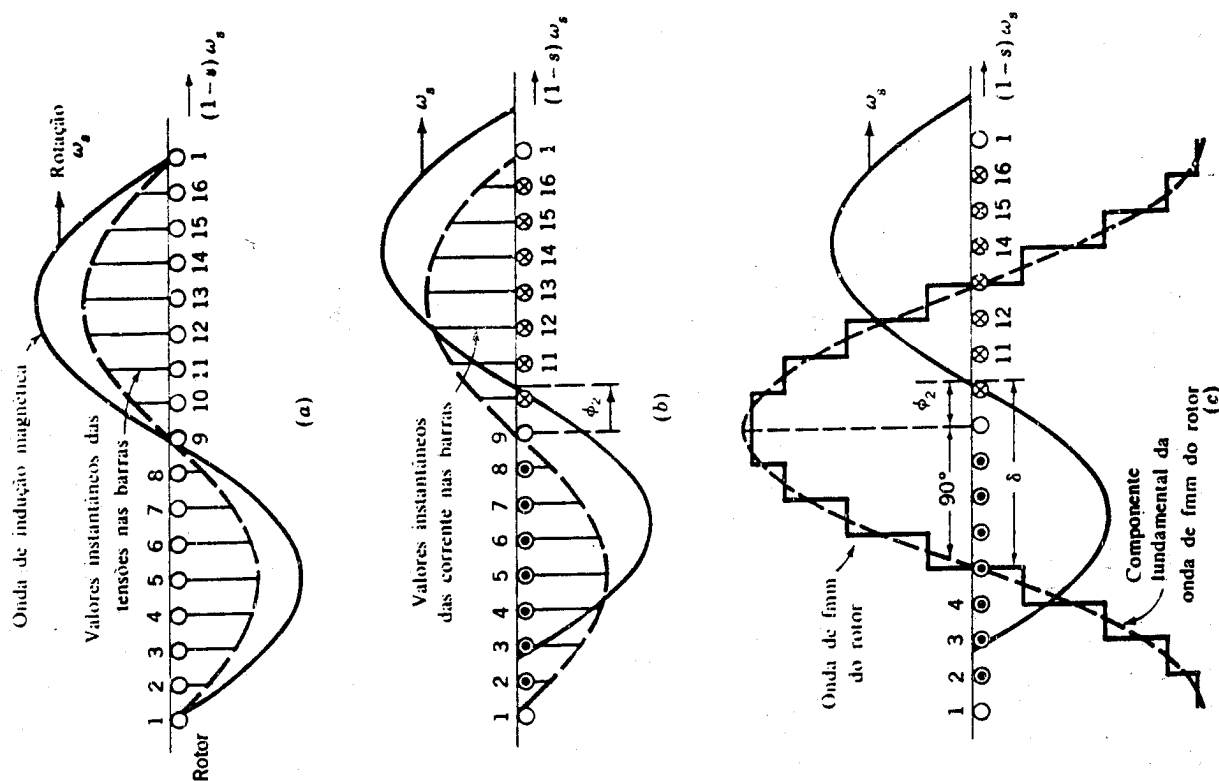 Onda de indução magnética
Rotação
ω_s
Valores instantâneos das
tensões nas barras
(1−s) ω_s
1 2 3 4 5 6 7 8 9 10 11 12 13 14 15 16 1
Rotor
(a)
ω_s
Valores instantâneos
das corrente nas barras
(1−s) ω_s
1 2 3 4 5 6 7 8 9 11 12 13 14 15 16 1
ϕ₂
(b)
Onda de fmm
do rotor
ω_s
(1−s) ω_s
1 2 3 4 11 12 14 15 16 1
90°
ϕ₂
δ
Componente
fundamental da
onda de fmm do rotor
(c)